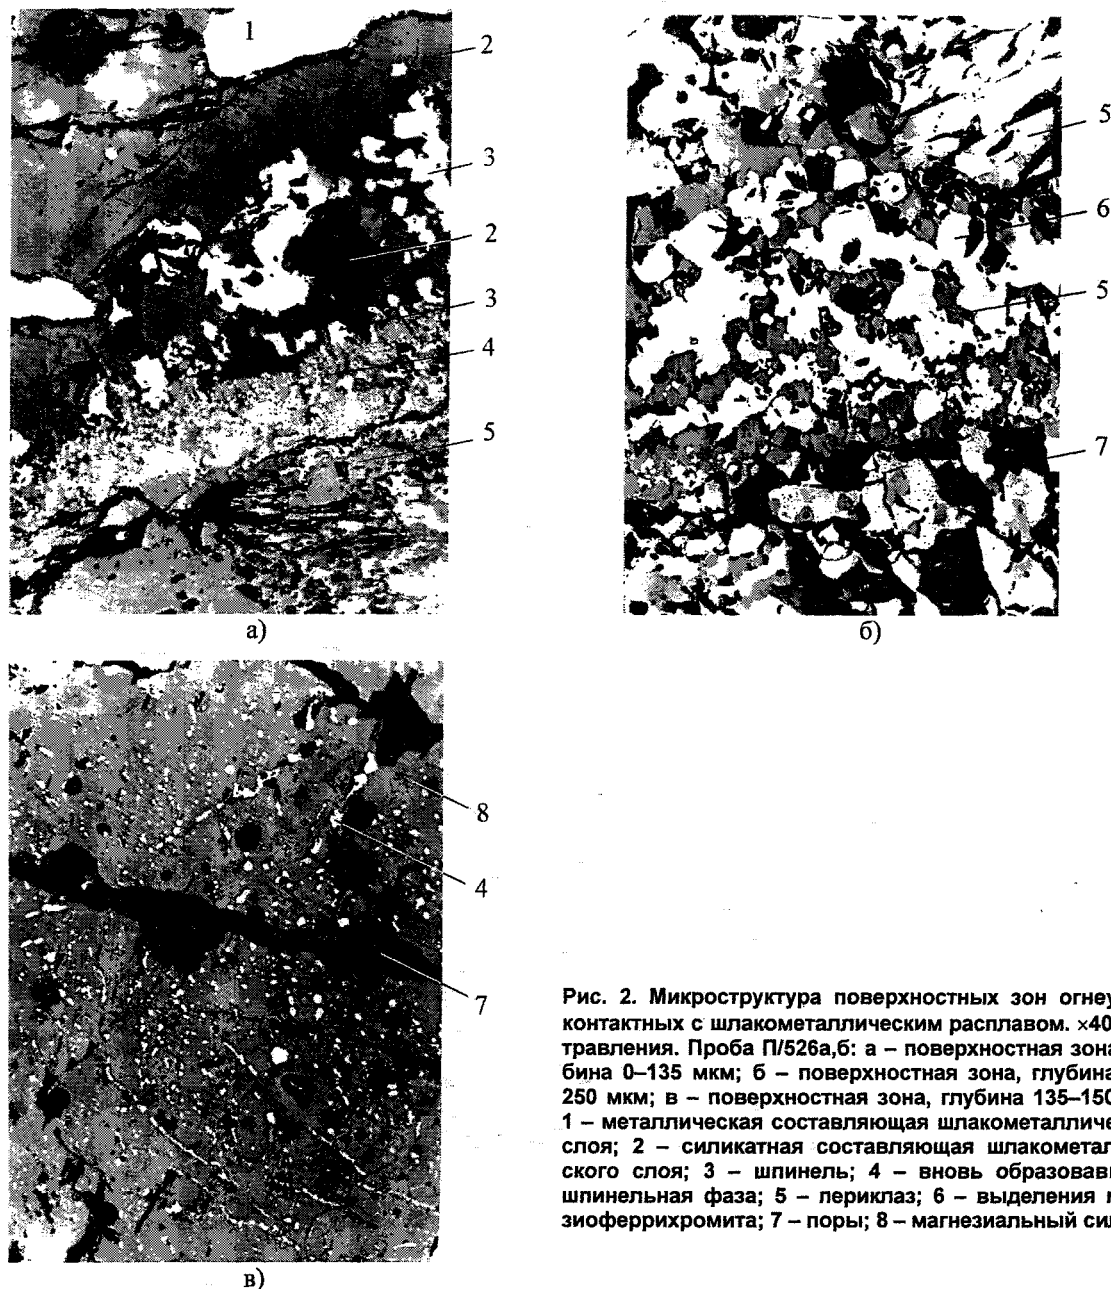 1
2
3
2
3
4
5
а)
5
6
5
7
б)
8
4
7
в)
Рис. 2. Микроструктура поверхностных зон огнеу
контактных с шлакометаллическим расплавом. ×40
травления. Проба П/526а,б: а – поверхностная зона
бина 0–135 мкм; б – поверхностная зона, глубина
250 мкм; в – поверхностная зона, глубина 135–150
1 – металлическая составляющая шлакометалличе
слоя; 2 – силикатная составляющая шлакометал
ского слоя; 3 – шпинель; 4 – вновь образовав
шпинельная фаза; 5 – периклаз; 6 – выделения
зиоферрихромита; 7 – поры; 8 – магнезиальный сил